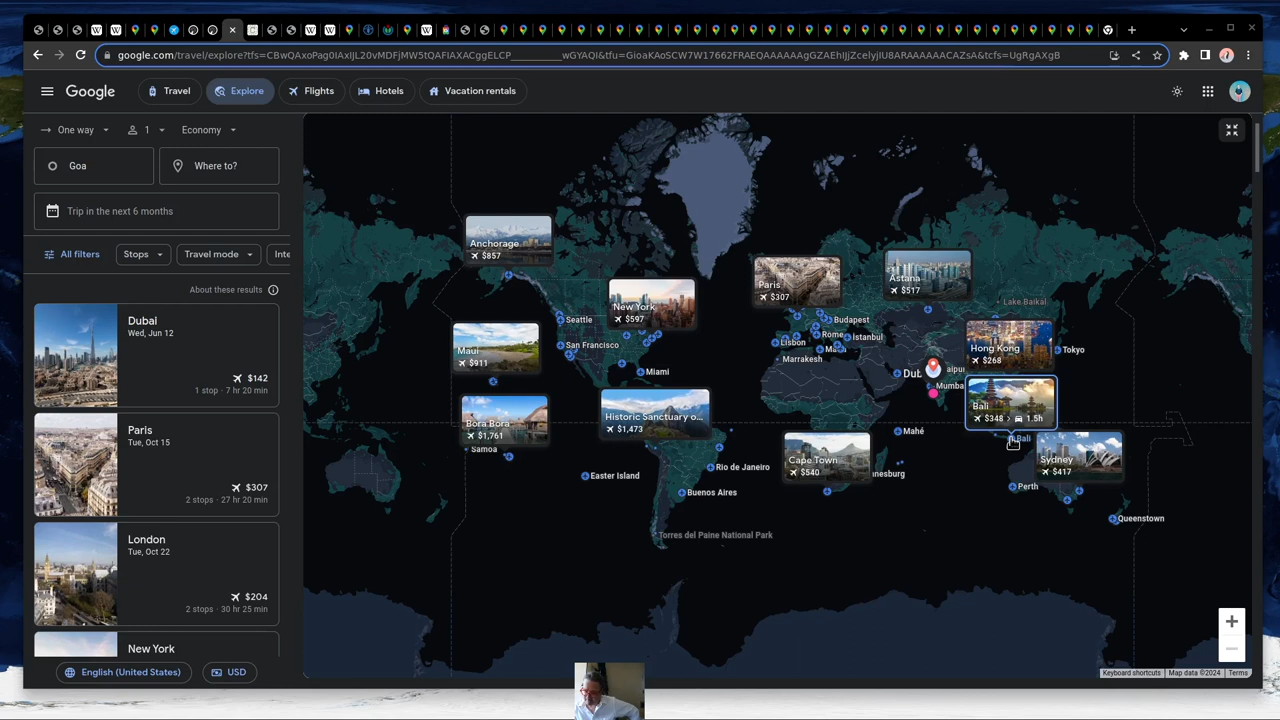 google.com/travel/explore?tfs=CBwQAxoPag0IAxIJL20vMDFjMW5tQAFIAXACggELCP___________wGYAQI&tfu=GioaKAoSCW7W17662FRAEQAAAAAAgGZAEhIJjZcelyjIU8ARAAAAAACAZsA&tcfs=UgRgAXgB
Google
Travel
Explore
Flights
Hotels
Vacation rentals
One way
1
Economy
Goa
Where to?
Trip in the next 6 months
All filters
Stops
Travel mode
Inte
About these results
Dubai
Wed, Jun 12
$142
1 stop · 7 hr 20 min
Paris
Tue, Oct 15
$307
2 stops · 27 hr 20 min
London
Tue, Oct 22
$204
2 stops · 30 hr 25 min
New York
English (United States)
USD
Anchorage
$857
New York
$597
Paris
$307
Astana
$517
Lake Baikal
Seattle
Budapest
Maui
$911
San Francisco
Lisbon
Rome
Istanbul
Hong Kong
$268
Tokyo
Marrakesh
Miami
Dub
aipur
Mumba
Bora Bora
$1,761
Historic Sanctuary o...
$1,473
Bali
$348 > 1.5h
Samoa
Mahé
Bali
Cape Town
$540
Sydney
$417
Easter Island
Rio de Janeiro
nnesburg
Buenos Aires
Perth
Queenstown
Torres del Paine National Park
Keyboard shortcuts
Map data ©2024
Terms